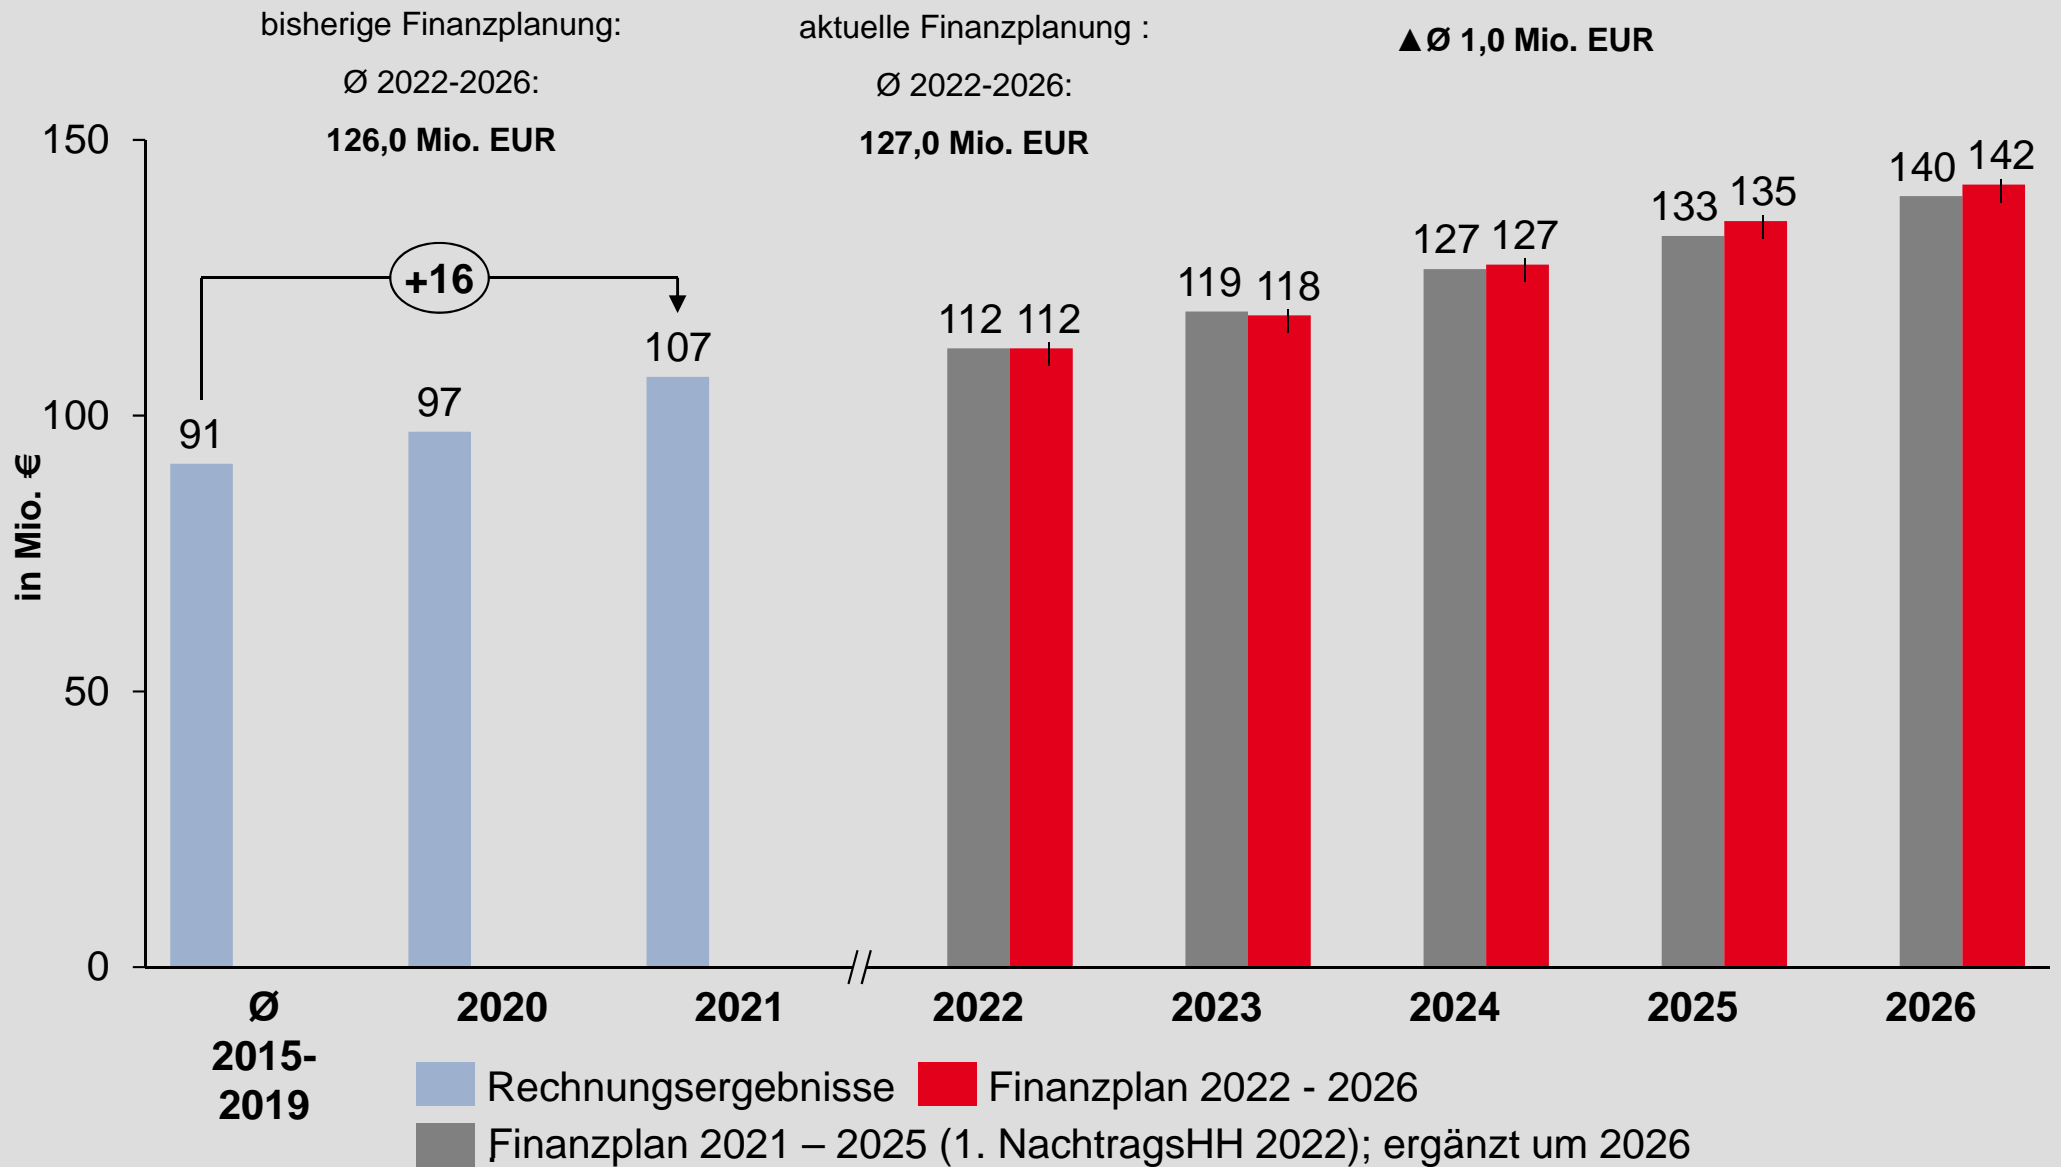 bisherige Finanzplanung:
Ø 2022-2026:
126,0 Mio. EUR
aktuelle Finanzplanung :
Ø 2022-2026:
127,0 Mio. EUR
▲Ø 1,0 Mio. EUR
in Mio. €
150
100
50
0
+16
91
97
107
112 112
119 118
127 127
133 135
140 142
Ø 2020 2021 2022 2023 2024 2025 2026
2015-
2019
Rechnungsergebnisse Finanzplan 2022 - 2026
Finanzplan 2021 – 2025 (1. NachtragsHH 2022); ergänzt um 2026